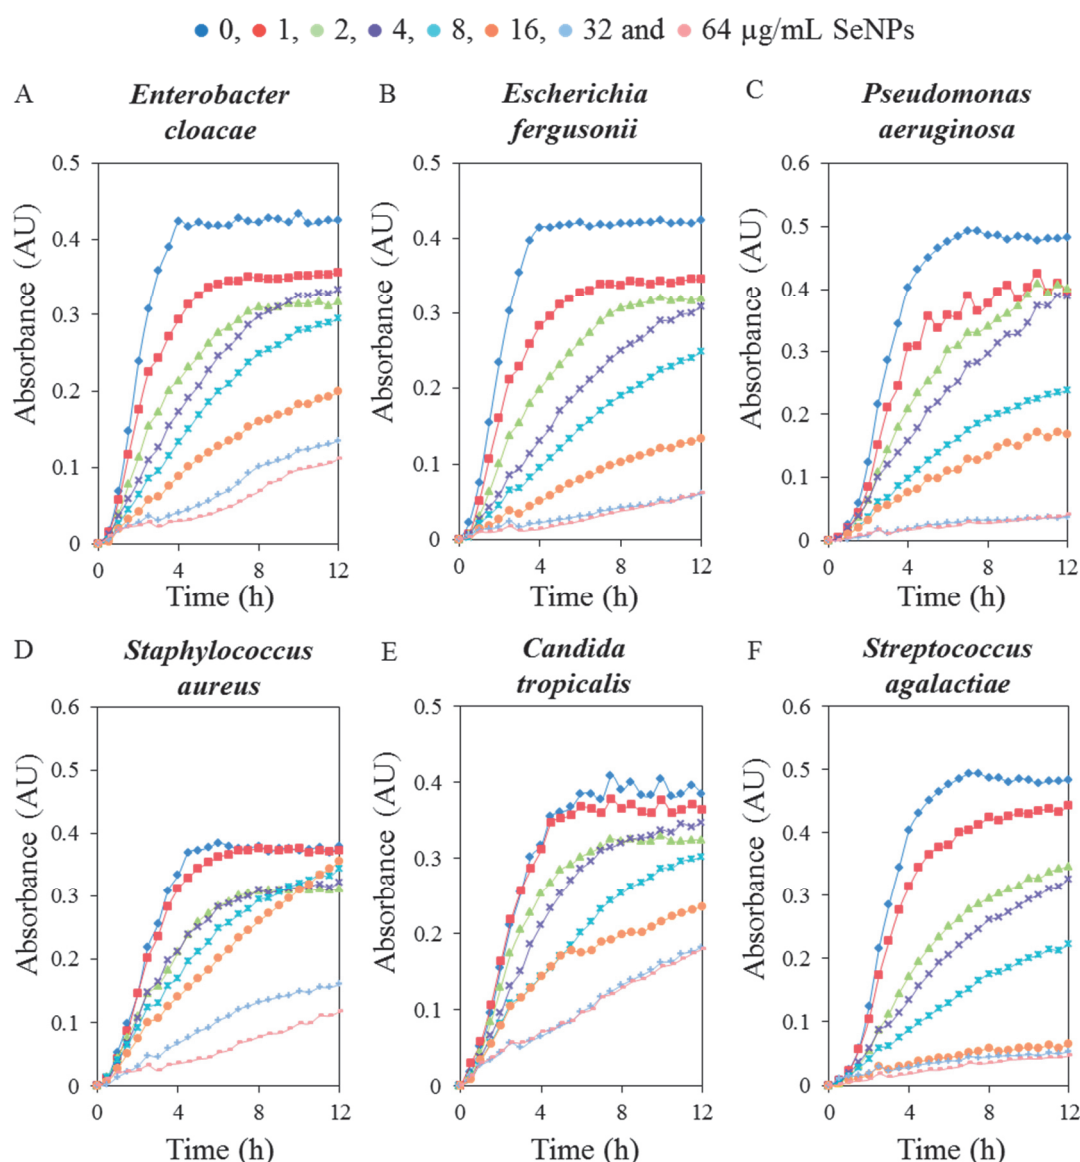 0, 1, 2, 4, 8, 16, 32 and 64 µg/mL SeNPs
A
Enterobacter
cloacae
0.5
0.4
0.3
0.2
0.1
0
Absorbance (AU)
0 4 8 12
Time (h)
B
Escherichia
fergusonii
0.5
0.4
0.3
0.2
0.1
0
Absorbance (AU)
0 4 8 12
Time (h)
C
Pseudomonas
aeruginosa
0.6
0.5
0.4
0.3
0.2
0.1
0
Absorbance (AU)
0 4 8 12
Time (h)
D
Staphylococcus
aureus
0.6
0.5
0.4
0.3
0.2
0.1
0
Absorbance (AU)
0 4 8 12
Time (h)
E
Candida
tropicalis
0.5
0.4
0.3
0.2
0.1
0
Absorbance (AU)
0 4 8 12
Time (h)
F
Streptococcus
agalactiae
0.6
0.5
0.4
0.3
0.2
0.1
0
Absorbance (AU)
0 4 8 12
Time (h)